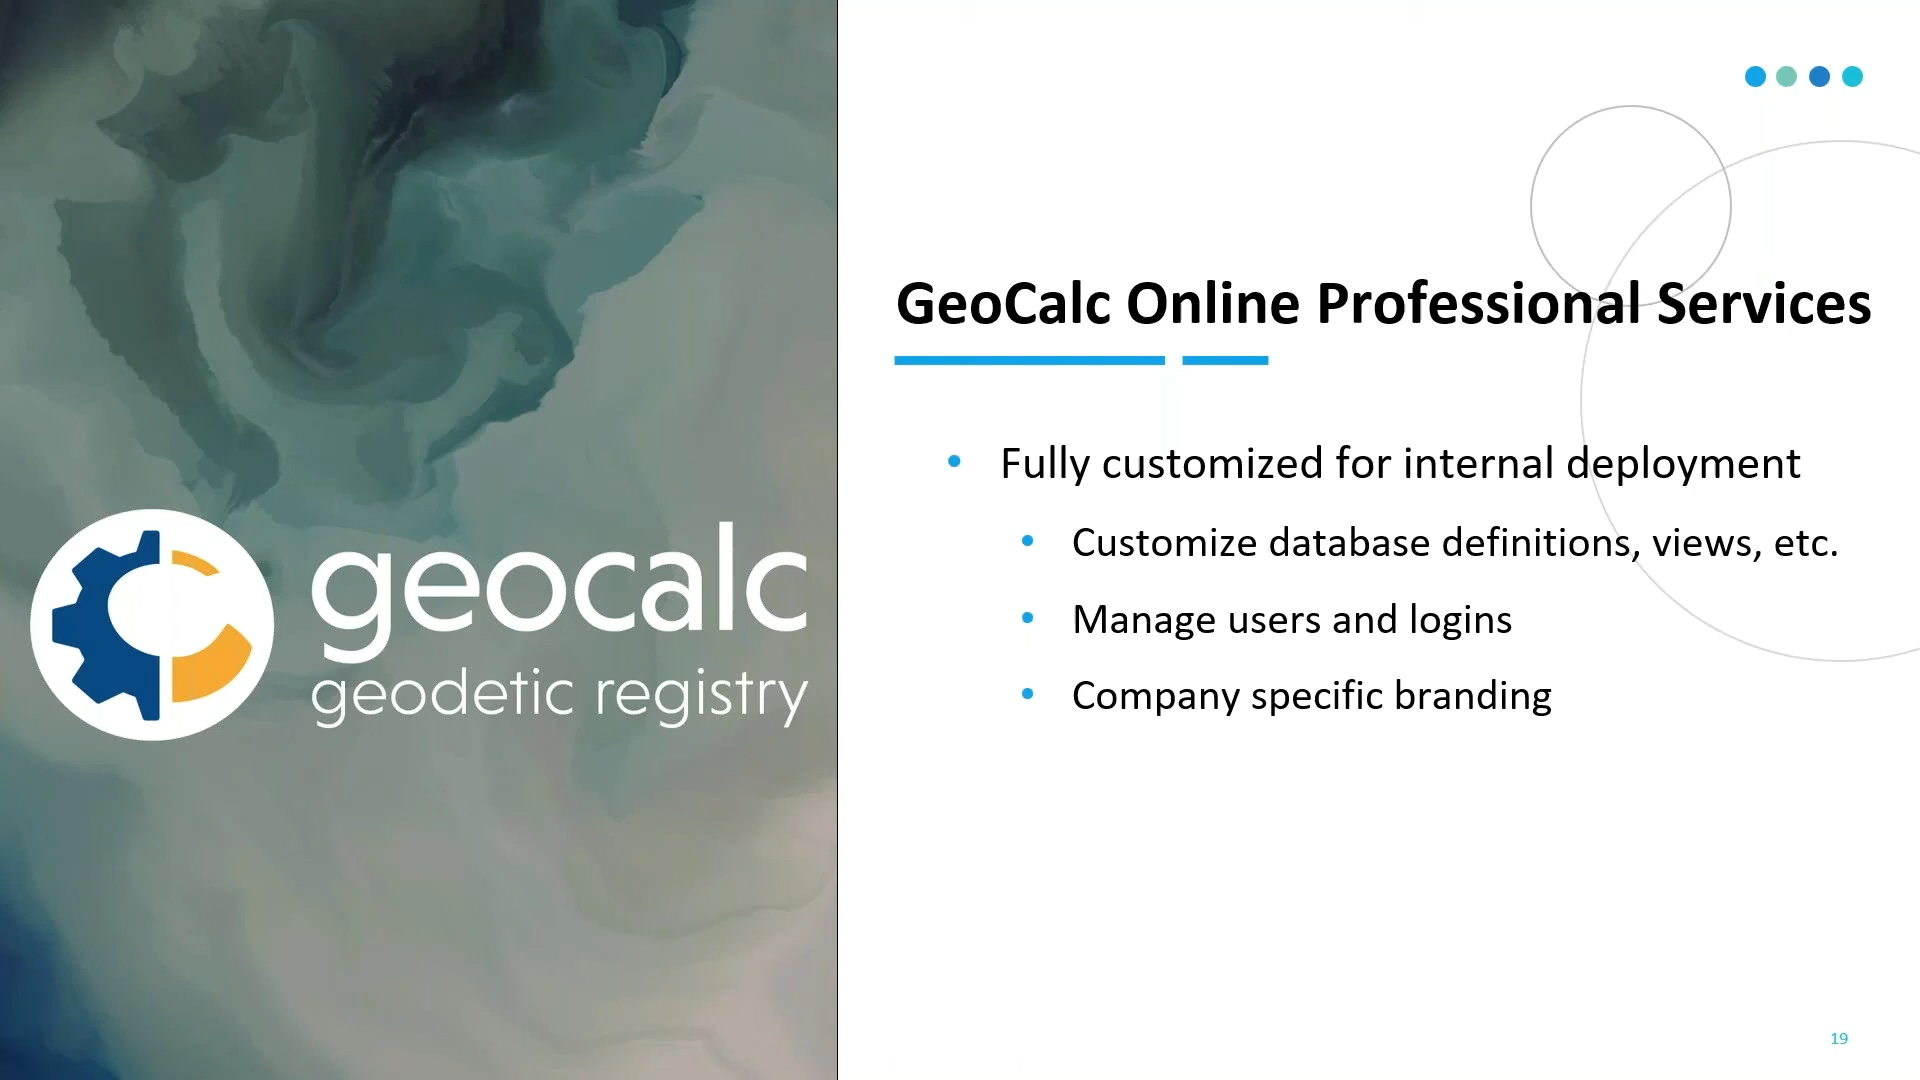 geocalc
geodetic registry
GeoCalc Online Professional Services
• Fully customized for internal deployment
• Customize database definitions, views, etc.
• Manage users and logins
• Company specific branding
19